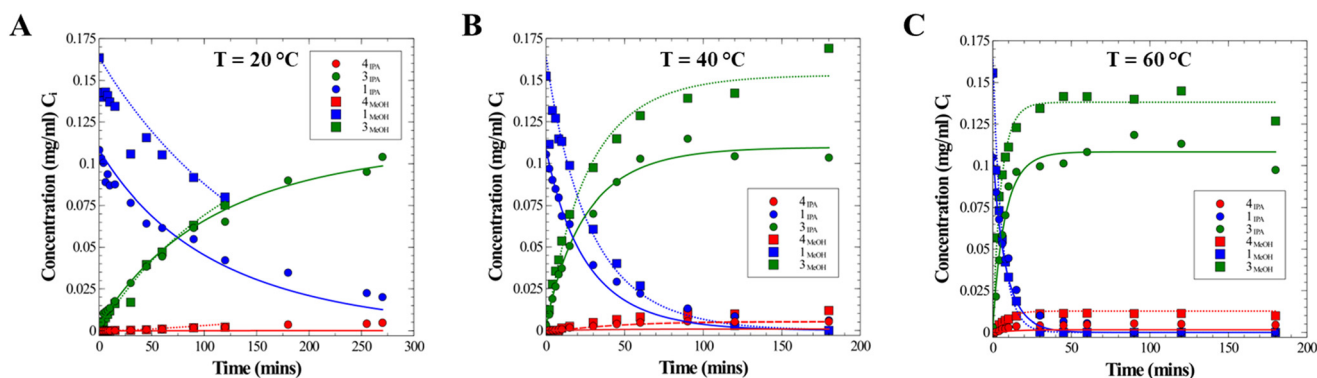 A
T = 20 °C
Concentration (mg/ml) Ci
0.175
0.15
0.125
0.1
0.075
0.05
0.025
0
0 50 100 150 200 250 300
Time (mins)
4IPA
3IPA
1IPA
4MeOH
1MeOH
3MeOH
B
T = 40 °C
Concentration (mg/ml) Ci
0.175
0.15
0.125
0.1
0.075
0.05
0.025
0
0 50 100 150 200
Time (mins)
4IPA
1IPA
3IPA
4MeOH
1MeOH
3MeOH
C
T = 60 °C
Concentration (mg/ml) Ci
0.175
0.15
0.125
0.1
0.075
0.05
0.025
0
0 25 50 75 100 125 150 175 200
Time (mins)
4IPA
1IPA
3IPA
4MeOH
1MeOH
3MeOH